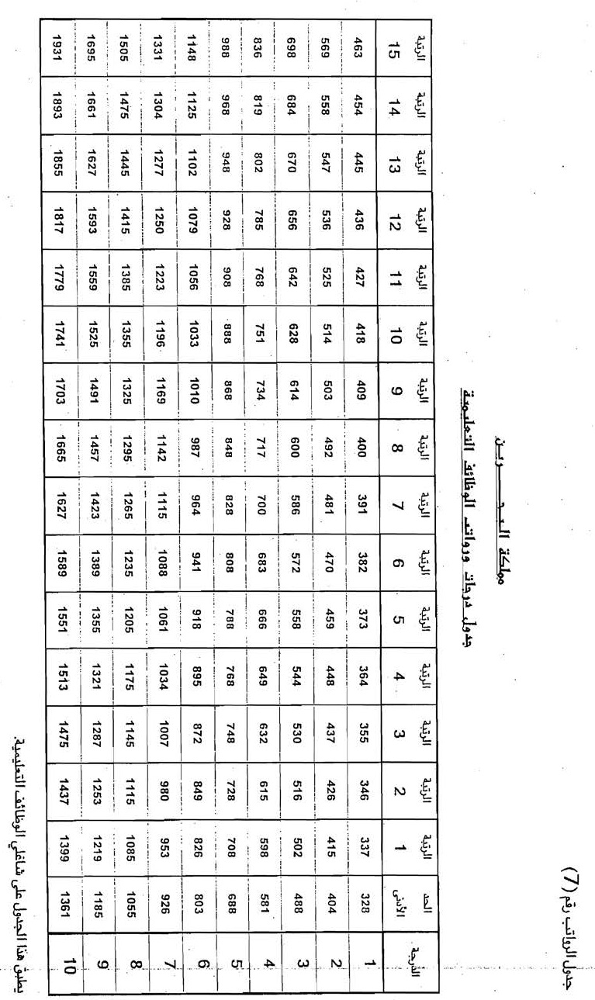 جدول الرواتب رقم (7)
مملكة البحـــرين
جدول درجات ورواتب الوظائف التعليمية
الدرجة الحد الأدنى الرتبة 1 الرتبة 2 الرتبة 3 الرتبة 4 الرتبة 5 الرتبة 6 الرتبة 7 الرتبة 8 الرتبة 9 الرتبة 10 الرتبة 11 الرتبة 12 الرتبة 13 الرتبة 14 الرتبة 15
1 328 337 346 355 364 373 382 391 400 409 418 427 436 445 454 463
2 404 415 426 437 448 459 470 481 492 503 514 525 536 547 558 569
3 488 502 516 530 544 558 572 586 600 614 628 642 656 670 684 698
4 581 598 615 632 649 666 683 700 717 734 751 768 785 802 819 836
5 688 708 728 748 768 788 808 828 848 868 888 908 928 948 968 988
6 803 826 849 872 895 918 941 964 987 1010 1033 1056 1079 1102 1125 1148
7 926 953 980 1007 1034 1061 1088 1115 1142 1169 1196 1223 1250 1277 1304 1331
8 1055 1085 1115 1145 1175 1205 1235 1265 1295 1325 1355 1385 1415 1445 1475 1505
9 1185 1219 1253 1287 1321 1355 1389 1423 1457 1491 1525 1559 1593 1627 1661 1695
10 1361 1399 1437 1475 1513 1551 1589 1627 1665 1703 1741 1779 1817 1855 1893 1931
يطبق هذا الجدول على شاغلي الوظائف التعليمية.